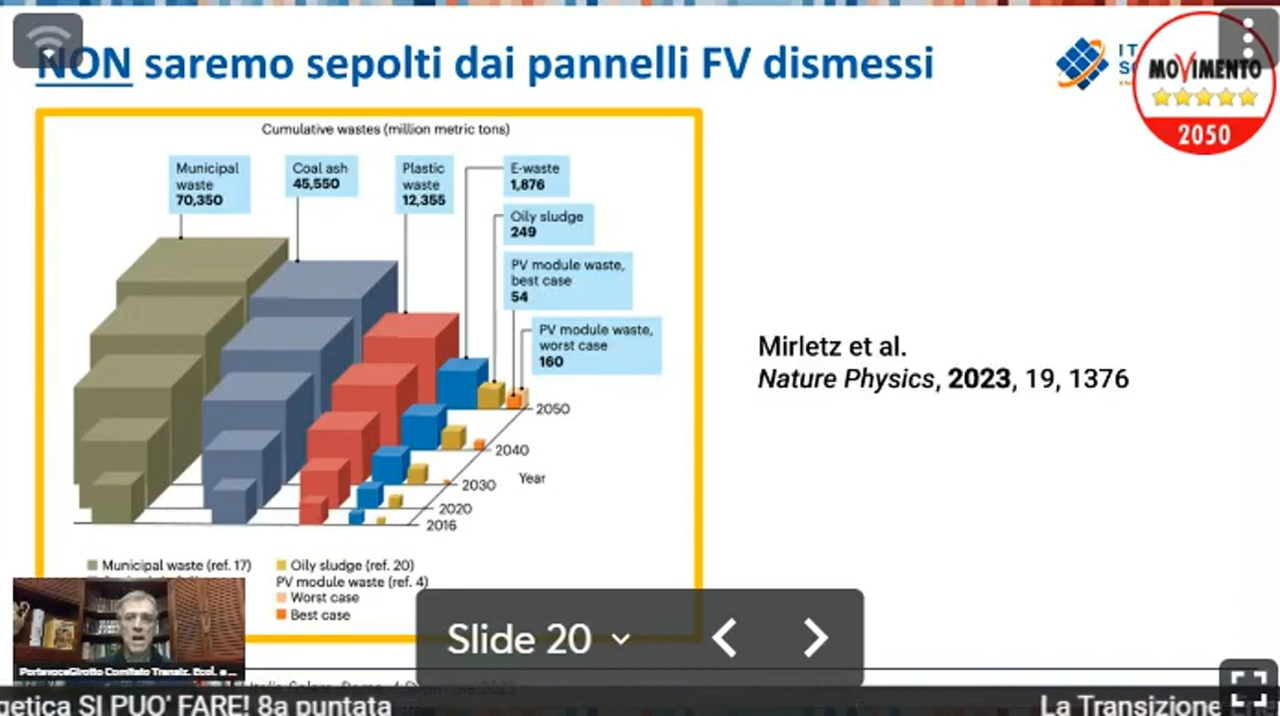 NON saremo sepolti dai pannelli FV dismessi
IT
MOVIMENTO
2050
Cumulative wastes (million metric tons)
Municipal
waste
70,350
Coal ash
45,550
Plastic
waste
12,355
E-waste
1,876
Oily sludge
249
PV module waste,
best case
54
PV module waste,
worst case
160
2050
2040
2030
2020
2016
Year
Mirletz et al.
Nature Physics, 2023, 19, 1376
Municipal waste (ref. 17)
Oily sludge (ref. 20)
PV module waste (ref. 4)
Worst case
Best case
Slide 20
getica SI PUO' FARE! 8a puntata
La Transizione